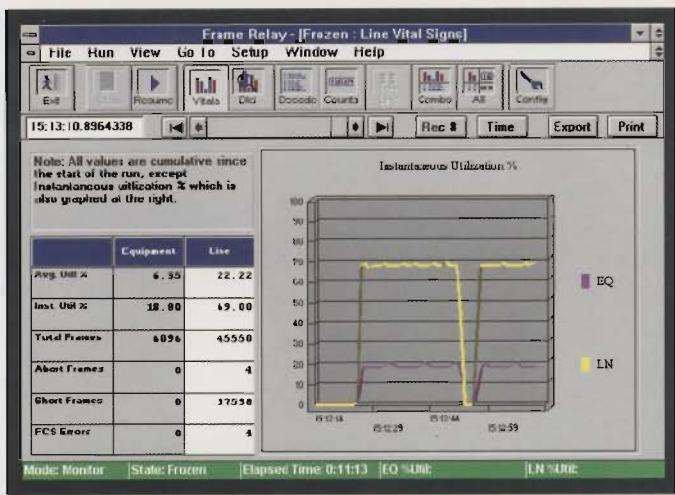 Frame Relay - [Frozen : Line Vital Signs]
File Run View Go To Setup Window Help
Exit Resume Vitals Dlci Decode Counts Combo All Config
15:13:10.8964338 Rec # Time Export Print
Note: All values are cumulative since
the start of the run, except
Instantaneous utilization % which is
also graphed at the right.
Equipment Line
Avg. Util % 6.35 22.22
Inst. Util % 18.80 69.00
Total Frames 6096 45550
Abort Frames 0 4
Short Frames 0 17538
FCS Errors 0 4
Instantaneous Utilization %
100
90
80
70
60
50
40
30
20
10
0
15:12:14 15:12:29 15:12:44 15:12:59
EQ
LN
Mode: Monitor State: Frozen Elapsed Time: 0:11:13 EQ %Util: LN %Util: